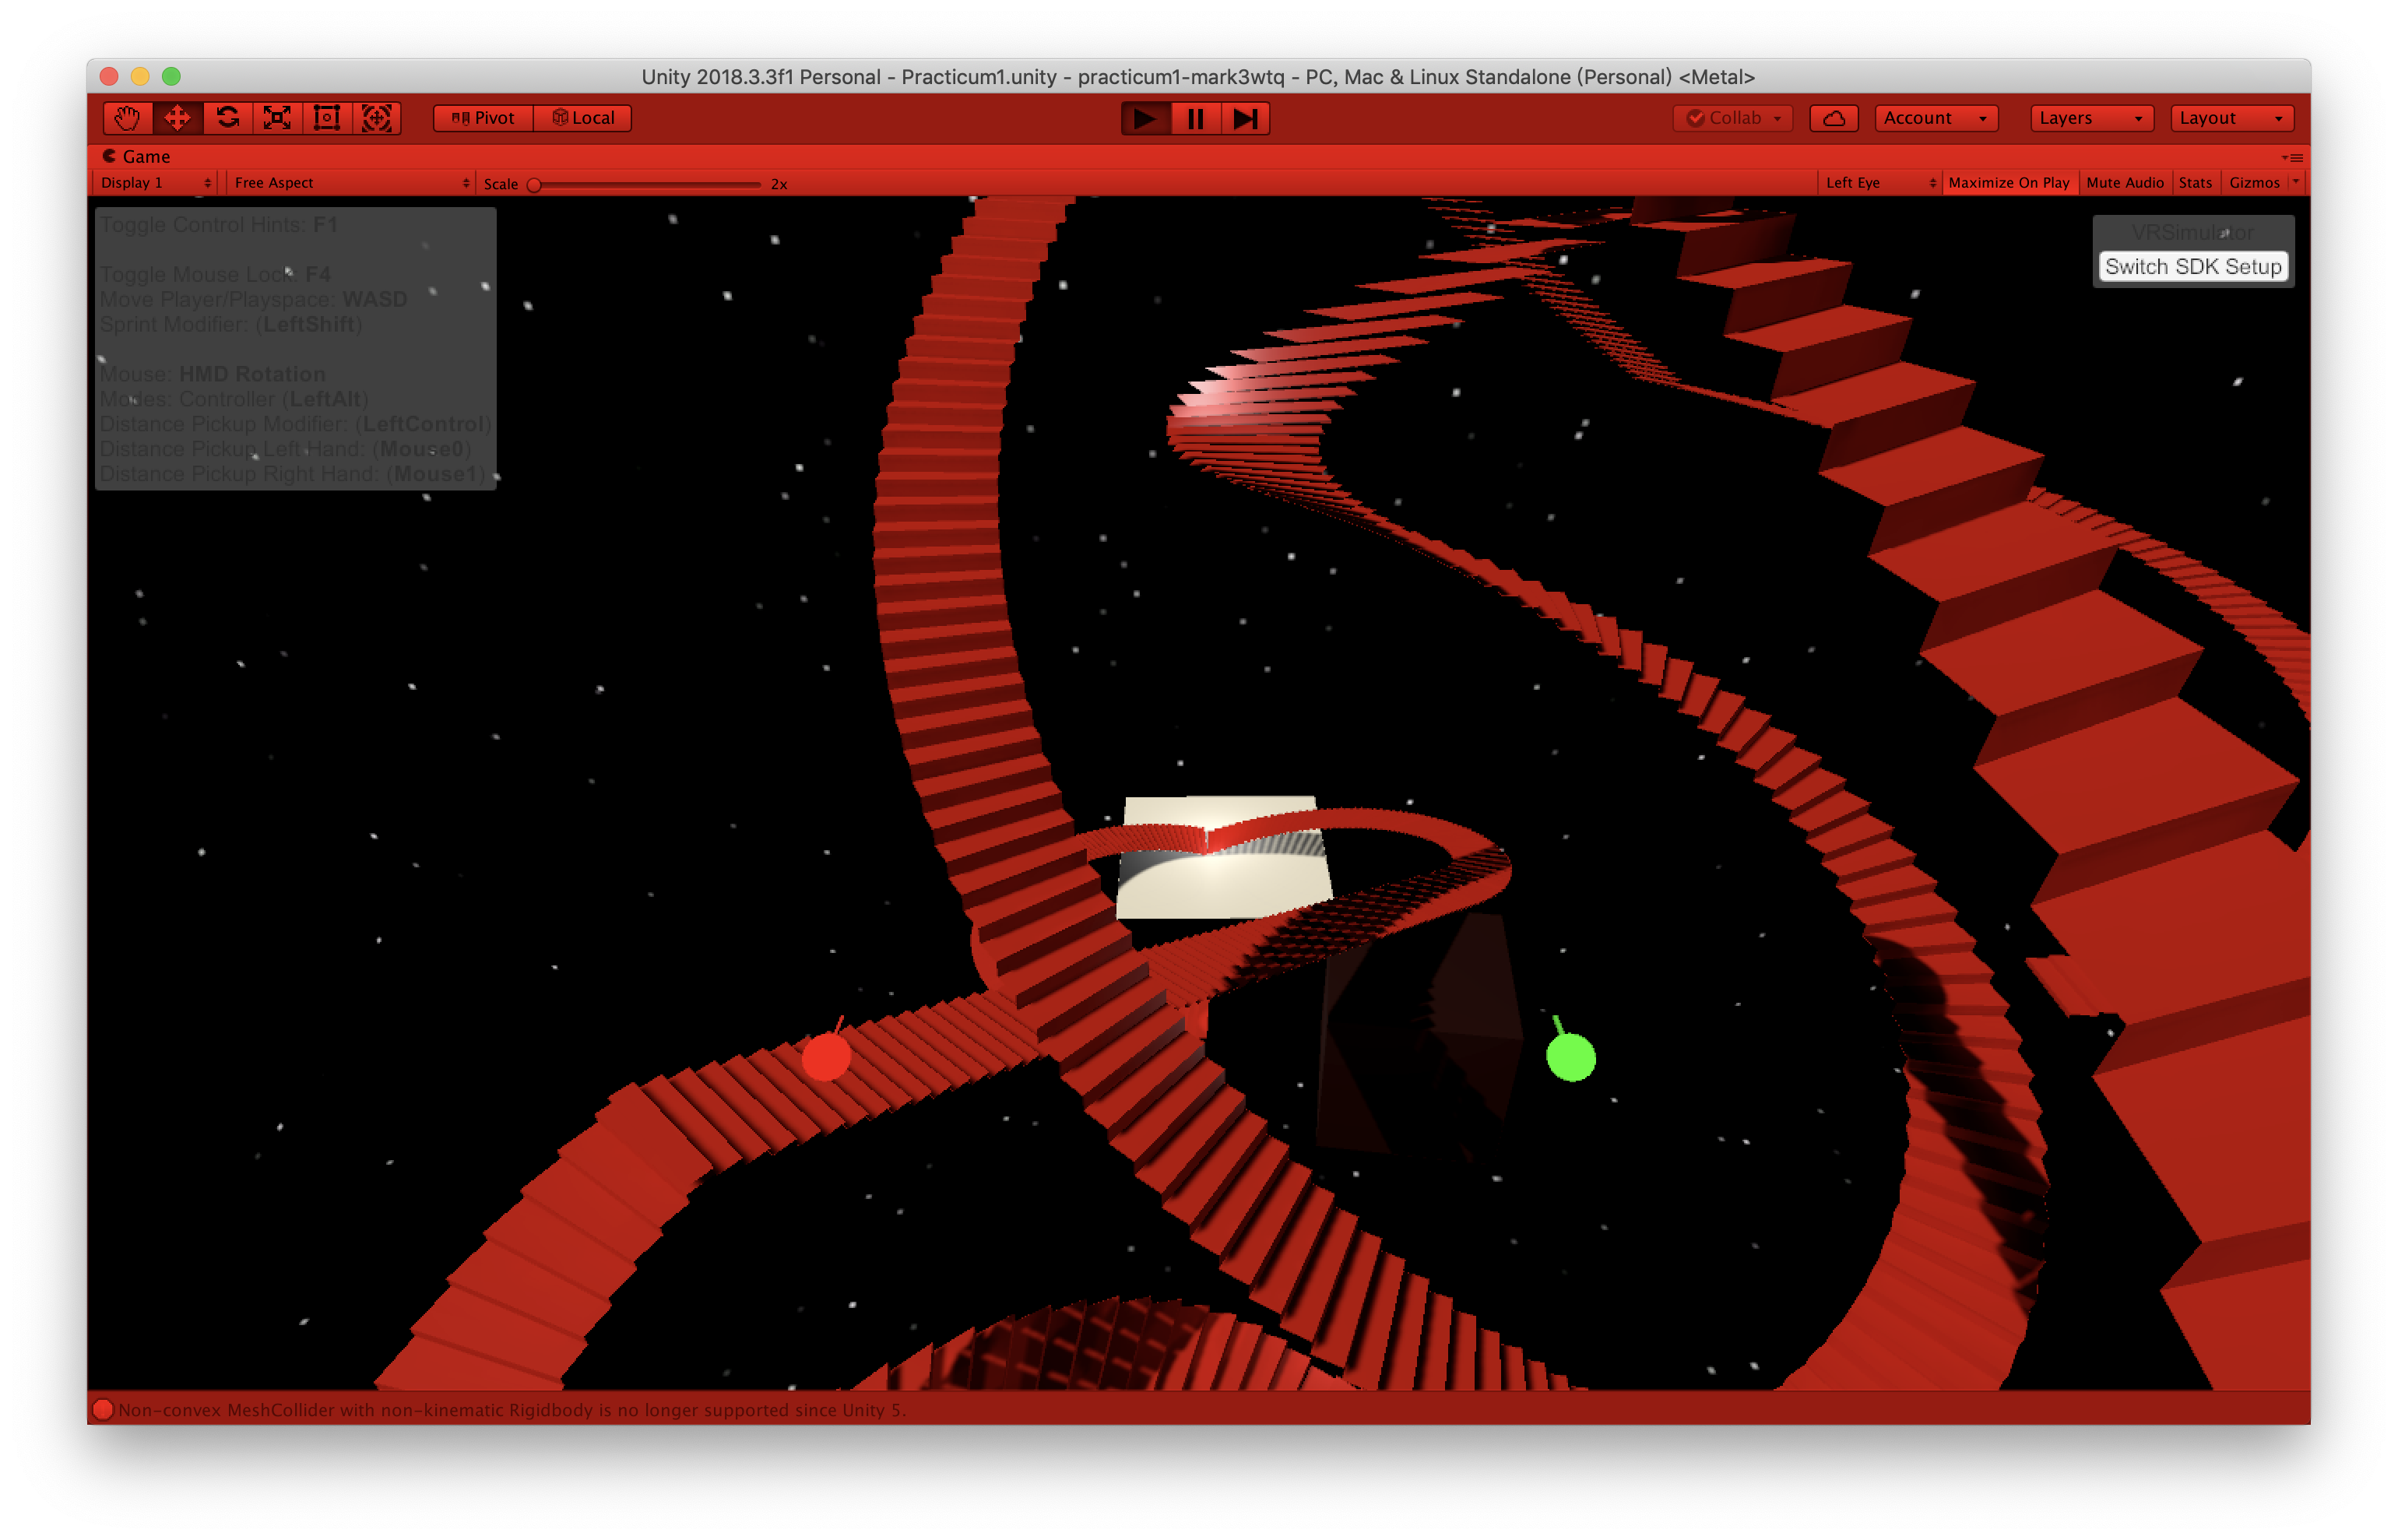 Unity 2018.3.3f1 Personal - Practicum1.unity - practicum1-mark3wtq - PC, Mac & Linux Standalone (Personal) <Metal>
Pivot Local Collab Account Layers Layout
Game
Display 1 Free Aspect Scale 2x Left Eye Maximize On Play Mute Audio Stats Gizmos
Toggle Control Hints: F1
Toggle Mouse Lock: F4
Move Player/Playspace: WASD
Sprint Modifier: (LeftShift)
Mouse: HMD Rotation
Modes: Controller (LeftAlt)
Distance Pickup Modifier: (LeftControl)
Distance Pickup Left Hand: (Mouse0)
Distance Pickup Right Hand: (Mouse1)
VRSimulator
Switch SDK Setup
Non-convex MeshCollider with non-kinematic Rigidbody is no longer supported since Unity 5.